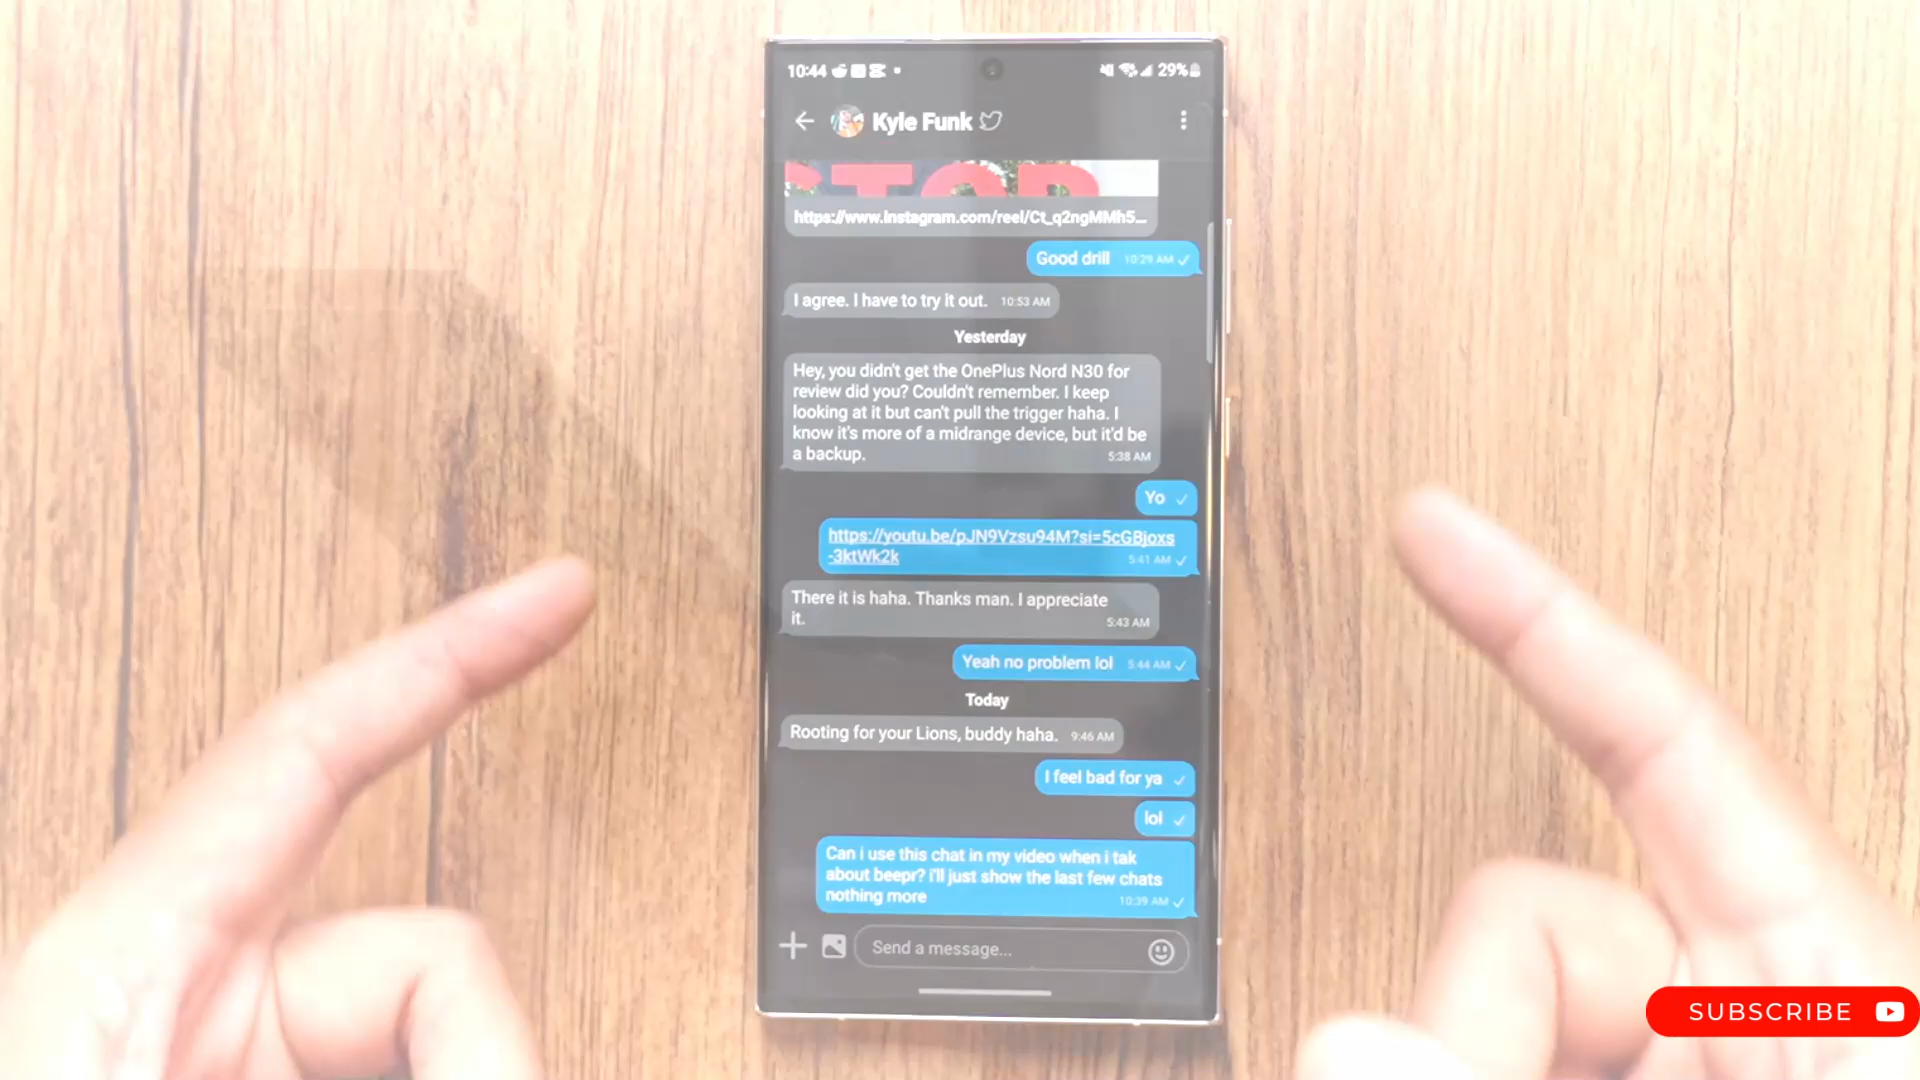 10:44
29%
Kyle Funk
STOP
https://www.instagram.com/reel/Ct_q2ngMMh5...
Good drill 10:29 AM
I agree. I have to try it out. 10:53 AM
Yesterday
Hey, you didn't get the OnePlus Nord N30 for
review did you? Couldn't remember. I keep
looking at it but can't pull the trigger haha. I
know it's more of a midrange device, but it'd be
a backup. 5:38 AM
Yo
https://youtu.be/pJN9Vzsu94M?si=5cGBjoxs
-3ktWk2k 5:41 AM
There it is haha. Thanks man. I appreciate
it. 5:43 AM
Yeah no problem lol 5:44 AM
Today
Rooting for your Lions, buddy haha. 9:46 AM
I feel bad for ya
lol
Can i use this chat in my video when i tak
about beepr? i'll just show the last few chats
nothing more 10:39 AM
Send a message...
SUBSCRIBE